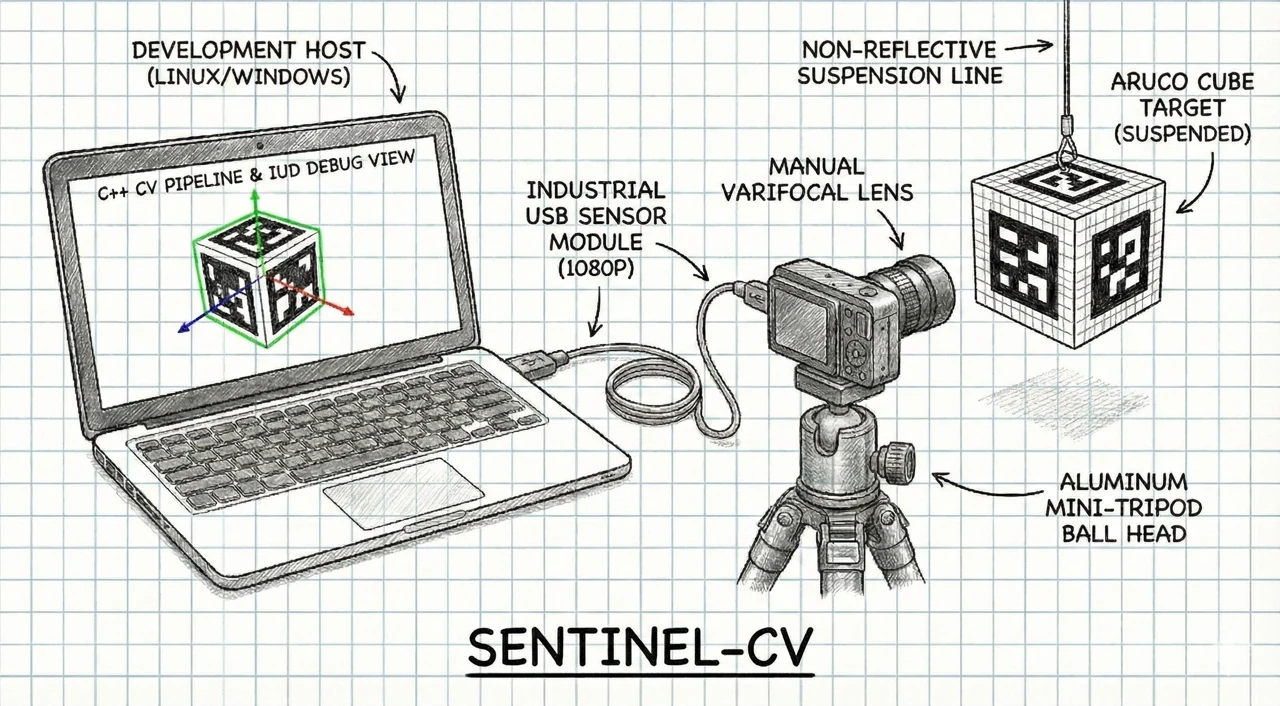 DEVELOPMENT HOST
(LINUX/WINDOWS)
C++ CV PIPELINE & IUD DEBUG VIEW
INDUSTRIAL
USB SENSOR
MODULE
(1080P)
MANUAL
VARIFOCAL LENS
NON-REFLECTIVE
SUSPENSION LINE
ARUCO CUBE
TARGET
(SUSPENDED)
ALUMINUM
MINI-TRIPOD
BALL HEAD
SENTINEL-CV